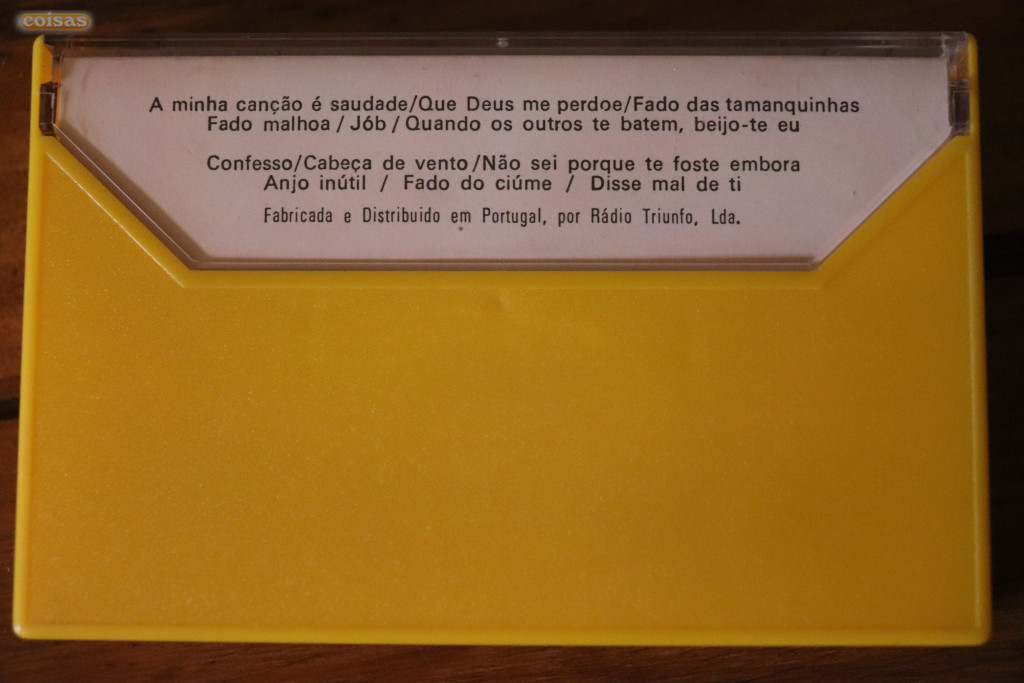 coisas
A minha canção é saudade/Que Deus me perdoe/Fado das tamanquinhas
Fado malhoa / Jób / Quando os outros te batem, beijo-te eu
Confesso/Cabeça de vento/Não sei porque te foste embora
Anjo inútil / Fado do ciúme / Disse mal de ti
Fabricada e Distribuido em Portugal, por Rádio Triunfo, Lda.